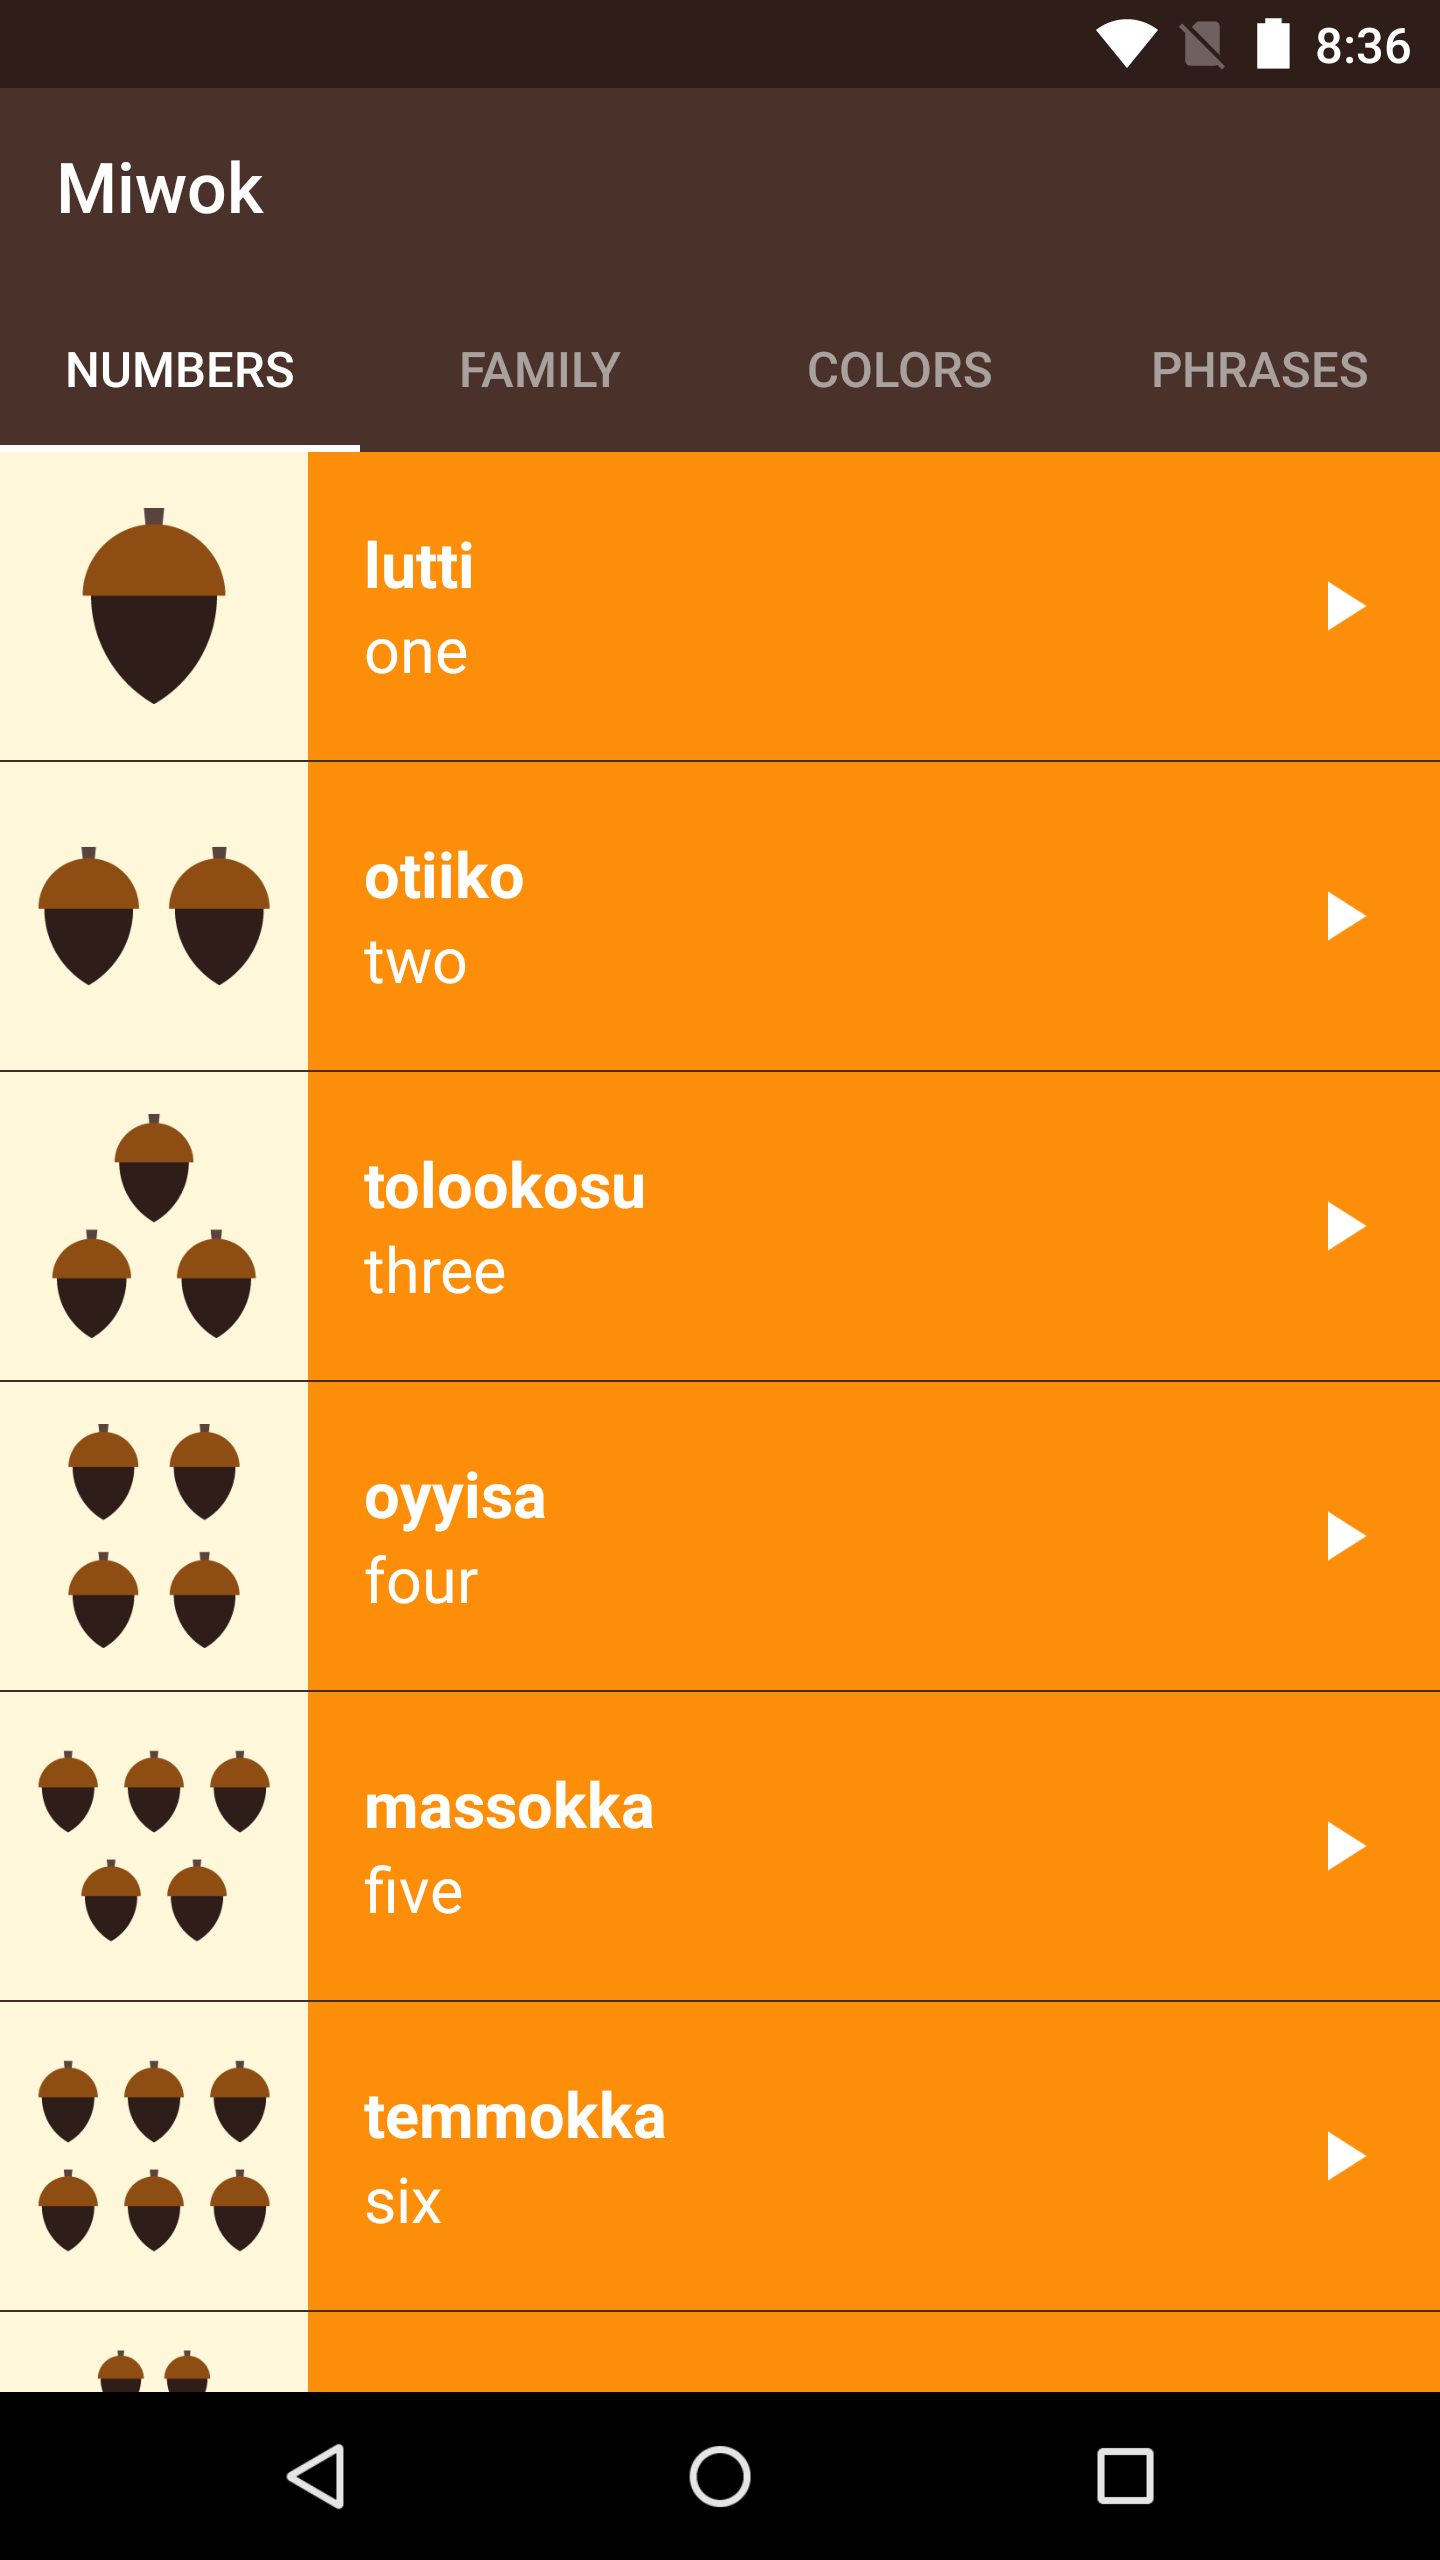 8:36
Miwok
NUMBERS FAMILY COLORS PHRASES
lutti
one
otiiko
two
tolookosu
three
oyyisa
four
massokka
five
temmokka
six